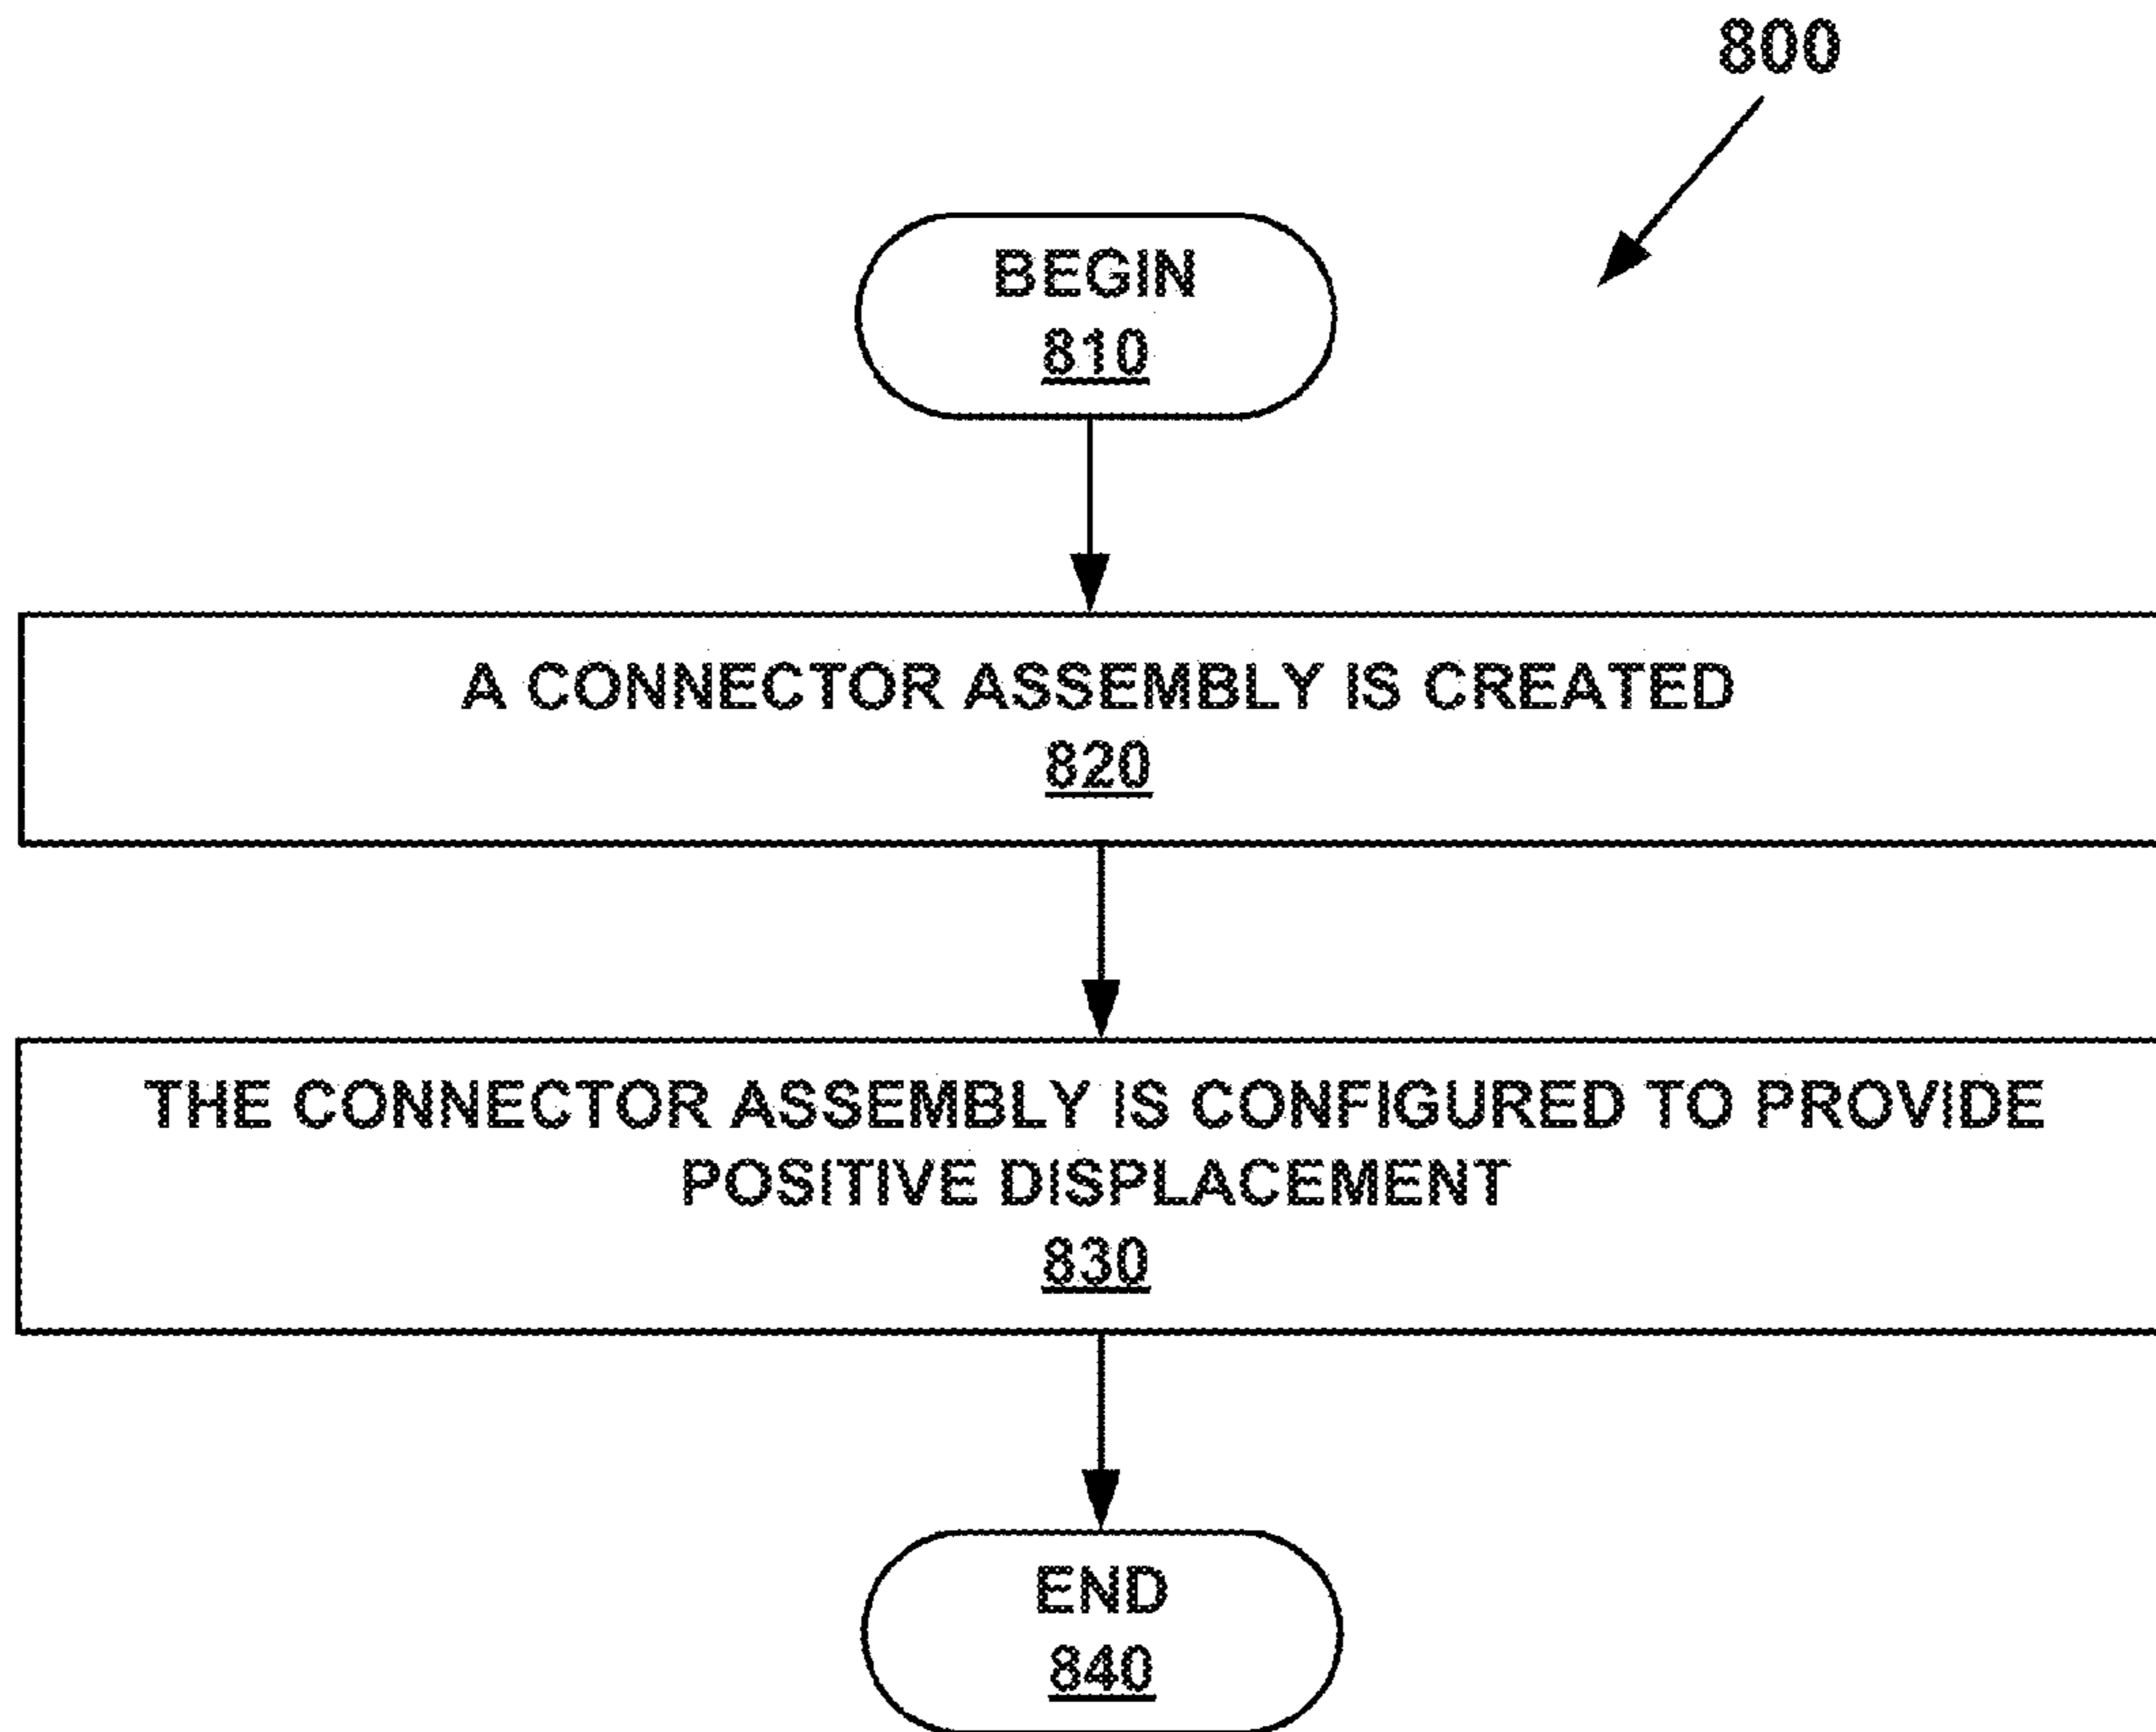 800
BEGIN
810
A CONNECTOR ASSEMBLY IS CREATED
820
THE CONNECTOR ASSEMBLY IS CONFIGURED TO PROVIDE
POSITIVE DISPLACEMENT
830
END
840